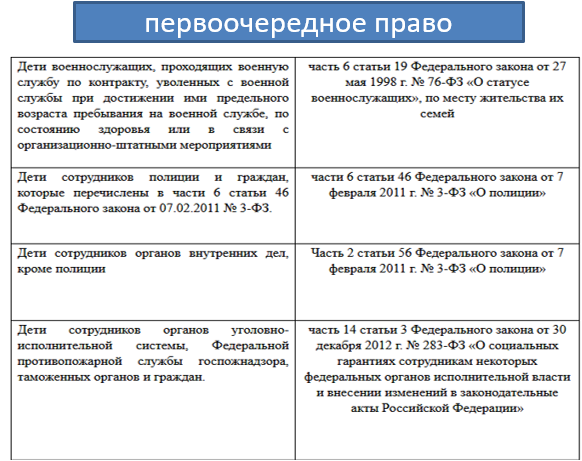 первоочередное право
Дети военнослужащих, проходящих военную
службу по контракту, уволенных с военной
службы при достижении ими предельного
возраста пребывания на военной службе, по
состоянию здоровья или в связи с
организационно-штатными мероприятиями
часть 6 статьи 19 Федерального закона от 27
мая 1998 г. № 76-ФЗ «О статусе
военнослужащих», по месту жительства их
семей
Дети сотрудников полиции и граждан,
которые перечислены в части 6 статьи 46
Федерального закона от 07.02.2011 № 3-ФЗ.
части 6 статьи 46 Федерального закона от 7
февраля 2011 г. № 3-ФЗ «О полиции»
Дети сотрудников органов внутренних дел,
кроме полиции
Часть 2 статьи 56 Федерального закона от 7
февраля 2011 г. № 3-ФЗ «О полиции»
Дети сотрудников органов уголовно-
исполнительной системы, Федеральной
противопожарной службы госпожнадзора,
таможенных органов и граждан.
часть 14 статьи 3 Федерального закона от 30
декабря 2012 г. № 283-ФЗ «О социальных
гарантиях сотрудникам некоторых
федеральных органов исполнительной власти
и внесении изменений в законодательные
акты Российской Федерации»